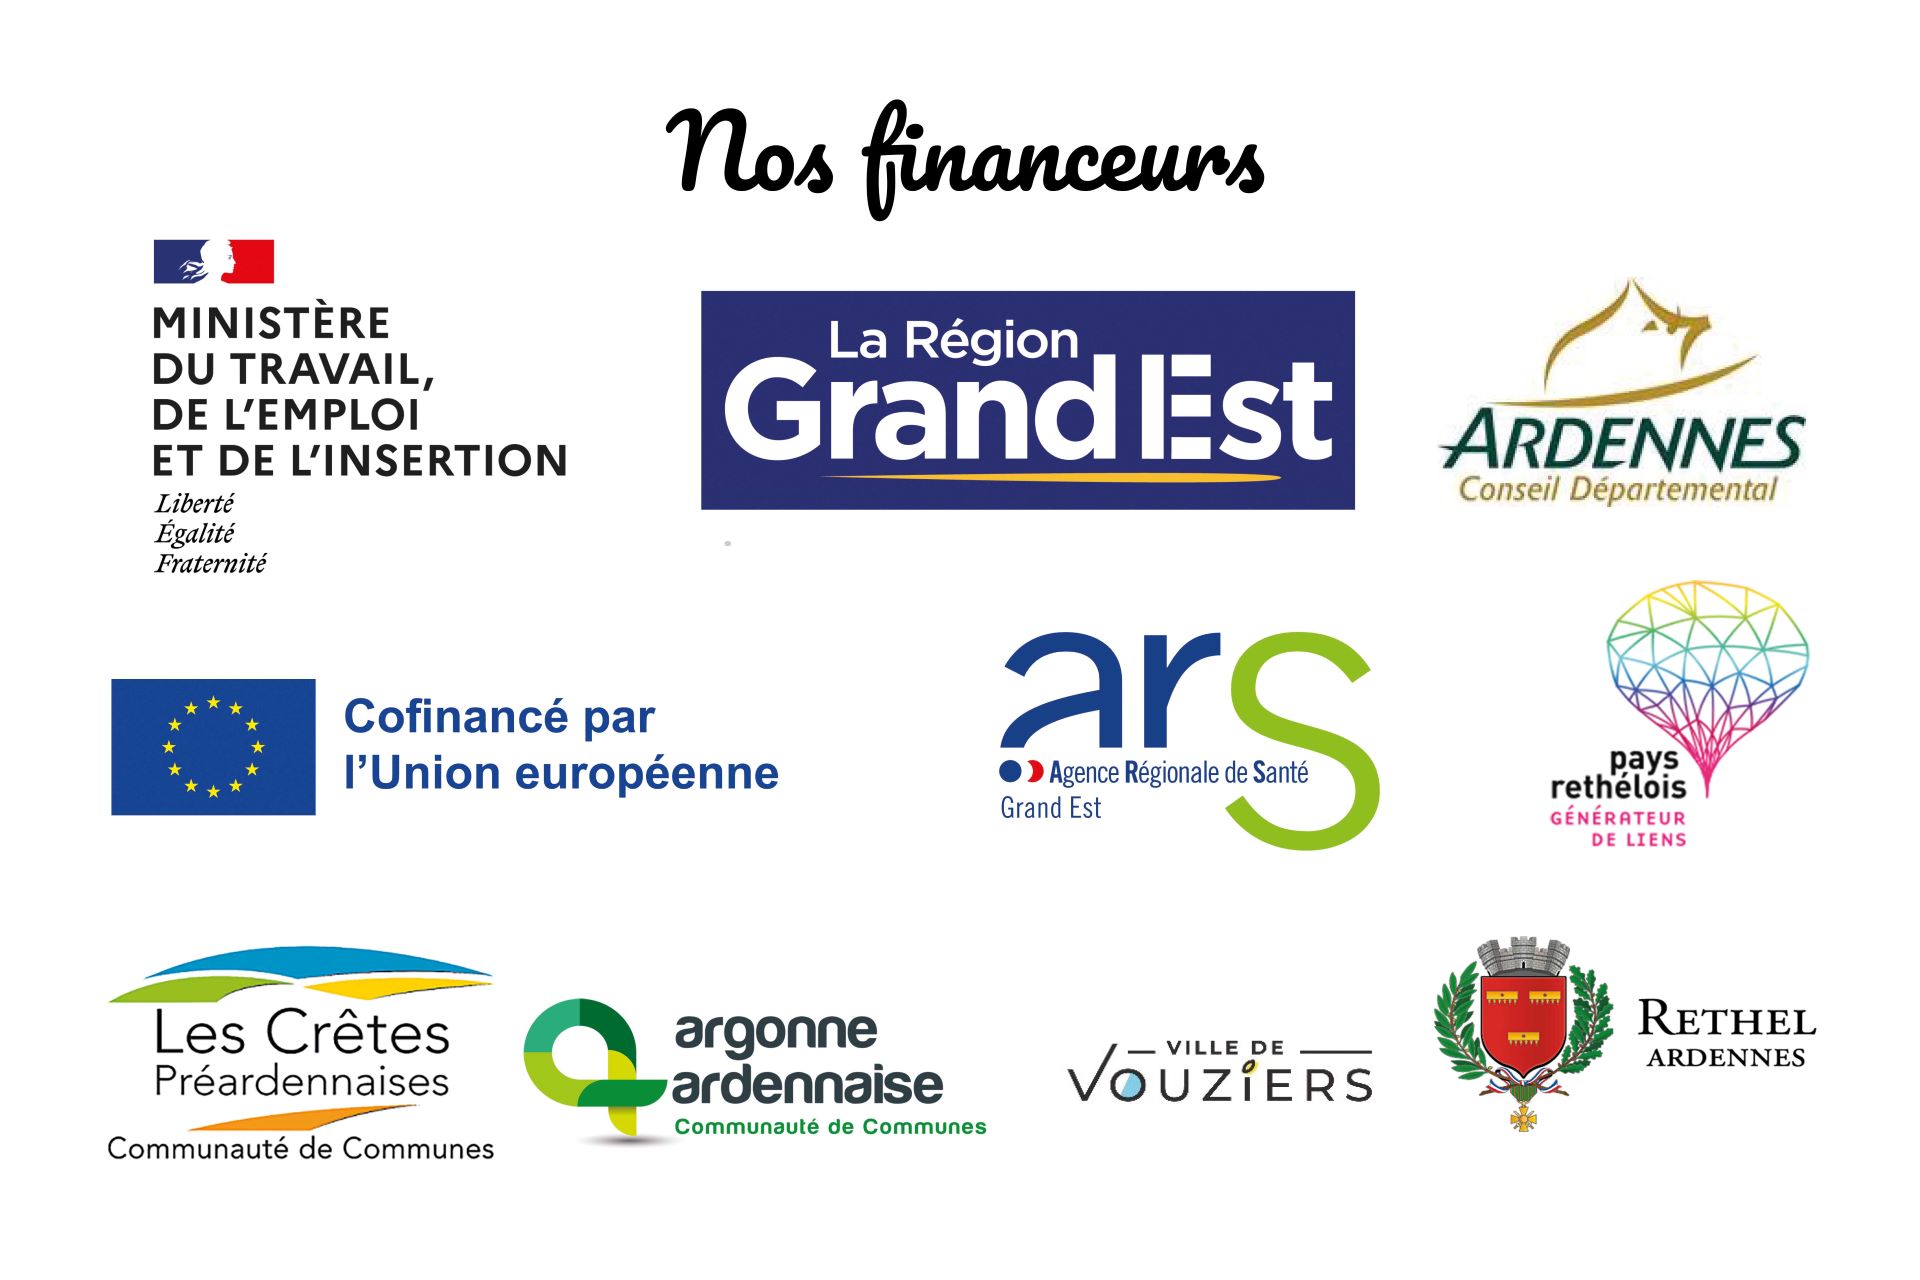 Nos financeurs
MINISTÈRE
DU TRAVAIL,
DE L'EMPLOI
ET DE L'INSERTION
Liberté
Égalité
Fraternité
La Région
Grand Est
ARDENNES
Conseil Départemental
Cofinancé par
l'Union européenne
ars
Agence Régionale de Santé
Grand Est
pays
rethélois
GÉNÉRATEUR
DE LIENS
Les Crêtes
Préardennaises
Communauté de Communes
argonne
ardennaise
Communauté de Communes
VILLE DE
VOUZIERS
RETHEL
ARDENNES